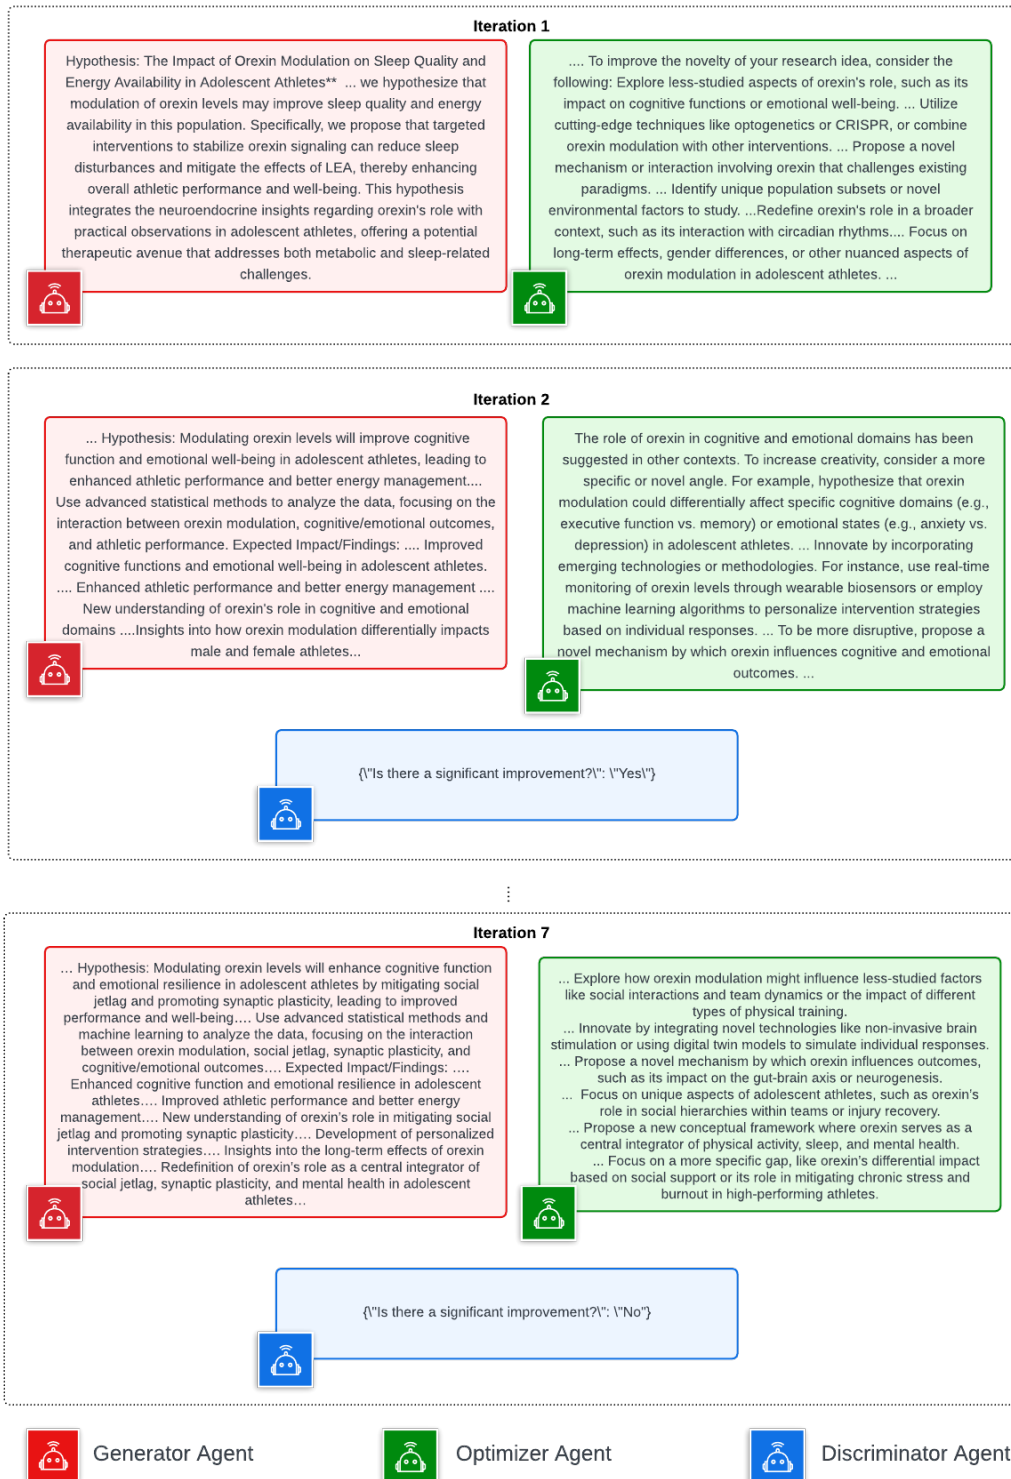 Iteration 1
Hypothesis: The Impact of Orexin Modulation on Sleep Quality and
Energy Availability in Adolescent Athletes** ... we hypothesize that
modulation of orexin levels may improve sleep quality and energy
availability in this population. Specifically, we propose that targeted
interventions to stabilize orexin signaling can reduce sleep
disturbances and mitigate the effects of LEA, thereby enhancing
overall athletic performance and well-being. This hypothesis
integrates the neuroendocrine insights regarding orexin's role with
practical observations in adolescent athletes, offering a potential
therapeutic avenue that addresses both metabolic and sleep-related
challenges.
.... To improve the novelty of your research idea, consider the
following: Explore less-studied aspects of orexin's role, such as its
impact on cognitive functions or emotional well-being. ... Utilize
cutting-edge techniques like optogenetics or CRISPR, or combine
orexin modulation with other interventions. ... Propose a novel
mechanism or interaction involving orexin that challenges existing
paradigms. ... Identify unique population subsets or novel
environmental factors to study. ...Redefine orexin's role in a broader
context, such as its interaction with circadian rhythms.... Focus on
long-term effects, gender differences, or other nuanced aspects of
orexin modulation in adolescent athletes. ...
Iteration 2
... Hypothesis: Modulating orexin levels will improve cognitive
function and emotional well-being in adolescent athletes, leading to
enhanced athletic performance and better energy management....
Use advanced statistical methods to analyze the data, focusing on the
interaction between orexin modulation, cognitive/emotional outcomes,
and athletic performance. Expected Impact/Findings: .... Improved
cognitive functions and emotional well-being in adolescent athletes.
.... Enhanced athletic performance and better energy management ....
New understanding of orexin's role in cognitive and emotional
domains ....Insights into how orexin modulation differentially impacts
male and female athletes...
The role of orexin in cognitive and emotional domains has been
suggested in other contexts. To increase creativity, consider a more
specific or novel angle. For example, hypothesize that orexin
modulation could differentially affect specific cognitive domains (e.g.,
executive function vs. memory) or emotional states (e.g., anxiety vs.
depression) in adolescent athletes. ... Innovate by incorporating
emerging technologies or methodologies. For instance, use real-time
monitoring of orexin levels through wearable biosensors or employ
machine learning algorithms to personalize intervention strategies
based on individual responses. ... To be more disruptive, propose a
novel mechanism by which orexin influences cognitive and emotional
outcomes. ...
{\"Is there a significant improvement?\": \"Yes\"}
Iteration 7
... Hypothesis: Modulating orexin levels will enhance cognitive function
and emotional resilience in adolescent athletes by mitigating social
jetlag and promoting synaptic plasticity, leading to improved
performance and well-being.... Use advanced statistical methods and
machine learning to analyze the data, focusing on the interaction
between orexin modulation, social jetlag, synaptic plasticity, and
cognitive/emotional outcomes.... Expected Impact/Findings: ....
Enhanced cognitive function and emotional resilience in adolescent
athletes.... Improved athletic performance and better energy
management.... New understanding of orexin's role in mitigating social
jetlag and promoting synaptic plasticity.... Development of personalized
intervention strategies.... Insights into the long-term effects of orexin
modulation.... Redefinition of orexin's role as a central integrator of
social jetlag, synaptic plasticity, and mental health in adolescent
athletes...
... Explore how orexin modulation might influence less-studied factors
like social interactions and team dynamics or the impact of different
types of physical training.
... Innovate by integrating novel technologies like non-invasive brain
stimulation or using digital twin models to simulate individual responses.
... Propose a novel mechanism by which orexin influences outcomes,
such as its impact on the gut-brain axis or neurogenesis.
... Focus on unique aspects of adolescent athletes, such as orexin's
role in social hierarchies within teams or injury recovery.
... Propose a new conceptual framework where orexin serves as a
central integrator of physical activity, sleep, and mental health.
... Focus on a more specific gap, like orexin's differential impact
based on social support or its role in mitigating chronic stress and
burnout in high-performing athletes.
{\"Is there a significant improvement?\": \"No"}
Generator Agent
Optimizer Agent
Discriminator Agent